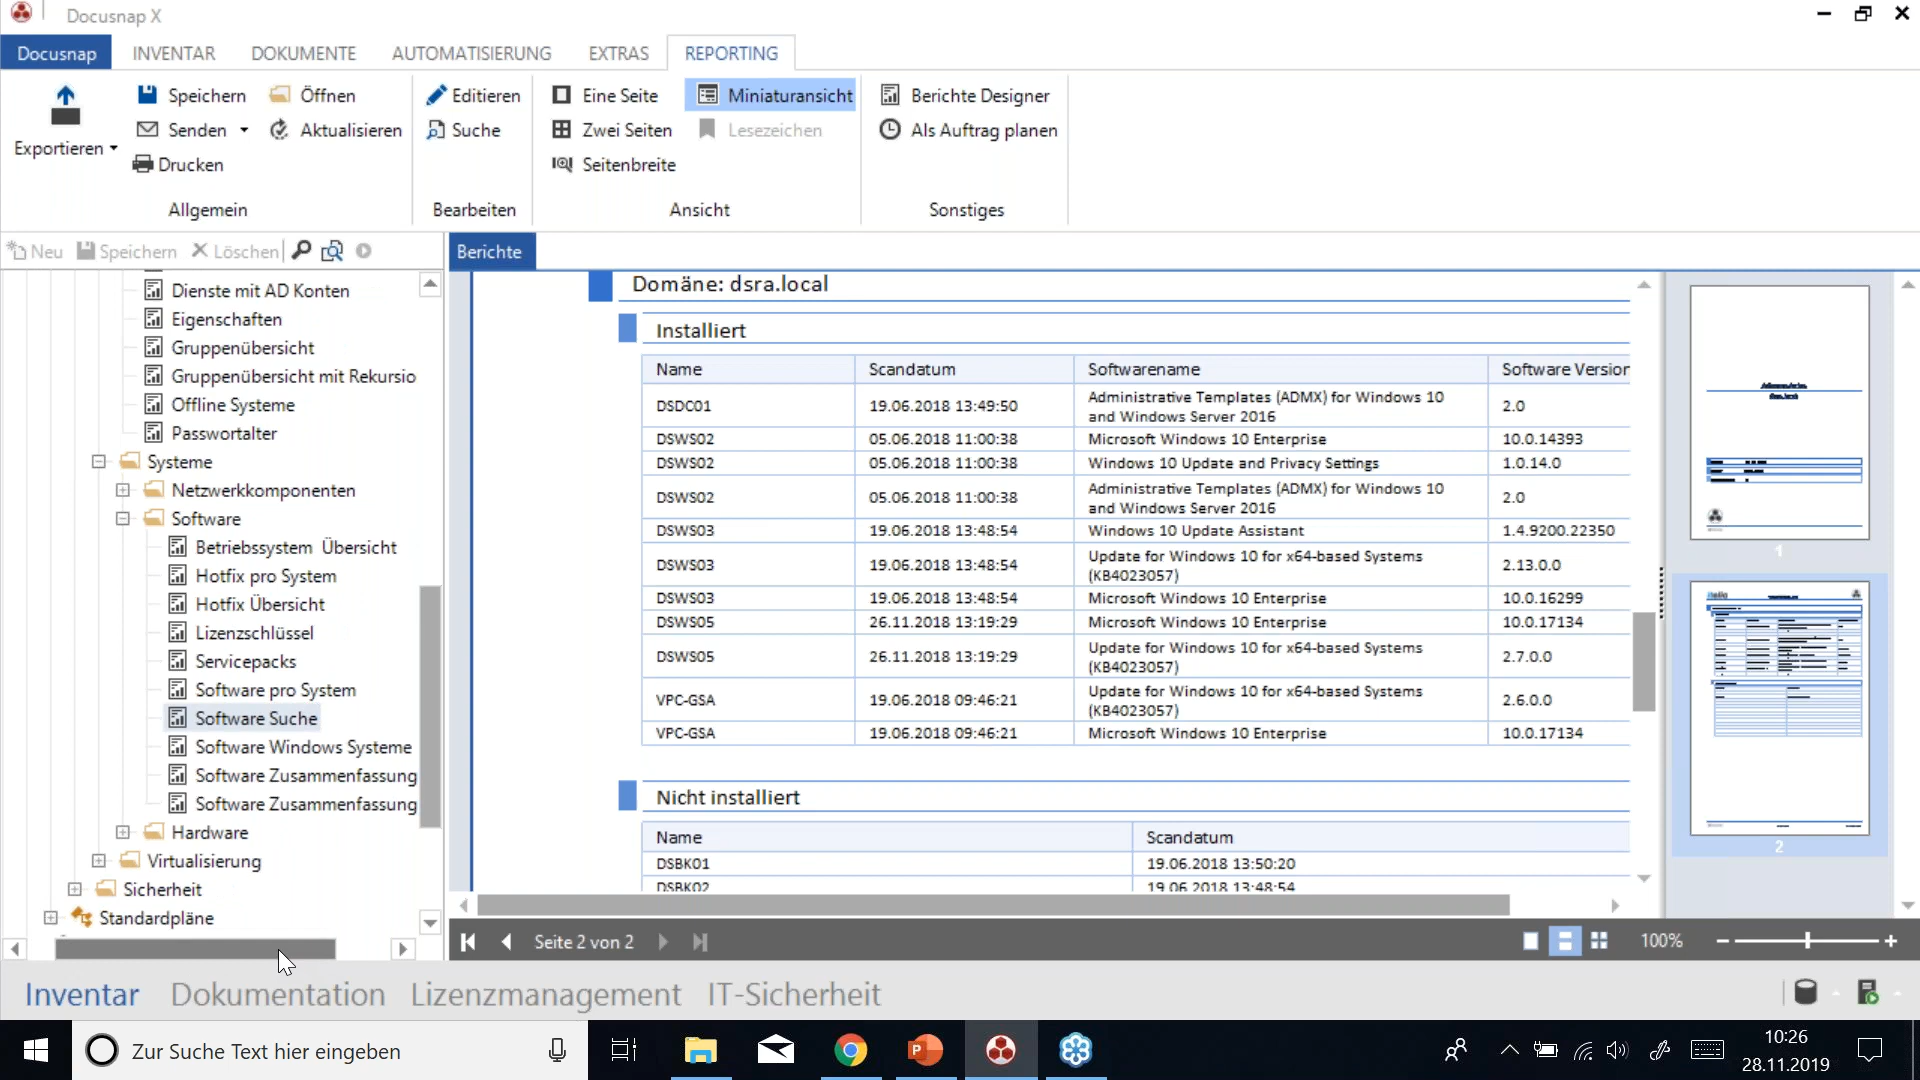 Docusnap X
Docusnap INVENTAR DOKUMENTE AUTOMATISIERUNG EXTRAS REPORTING
Speichern Öffnen Editieren Eine Seite Miniaturansicht Berichte Designer
Senden Aktualisieren Suche Zwei Seiten Lesezeichen Als Auftrag planen
Exportieren Drucken Seitenbreite
Allgemein Bearbeiten Ansicht Sonstiges
Neu Speichern Löschen Berichte
Dienste mit AD Konten
Eigenschaften
Gruppenübersicht
Gruppenübersicht mit Rekursio
Offline Systeme
Passwortalter
Systeme
Netzwerkkomponenten
Software
Betriebssystem Übersicht
Hotfix pro System
Hotfix Übersicht
Lizenzschlüssel
Servicepacks
Software pro System
Software Suche
Software Windows Systeme
Software Zusammenfassung
Software Zusammenfassung
Hardware
Virtualisierung
Sicherheit
Standardpläne
Domäne: dsra.local
Installiert
Name Scandatum Softwarename Software Version
DSDC01 19.06.2018 13:49:50 Administrative Templates (ADMX) for Windows 10 and Windows Server 2016 2.0
DSWS02 05.06.2018 11:00:38 Microsoft Windows 10 Enterprise 10.0.14393
DSWS02 05.06.2018 11:00:38 Windows 10 Update and Privacy Settings 1.0.14.0
DSWS02 05.06.2018 11:00:38 Administrative Templates (ADMX) for Windows 10 and Windows Server 2016 2.0
DSWS03 19.06.2018 13:48:54 Windows 10 Update Assistant 1.4.9200.22350
DSWS03 19.06.2018 13:48:54 Update for Windows 10 for x64-based Systems (KB4023057) 2.13.0.0
DSWS03 19.06.2018 13:48:54 Microsoft Windows 10 Enterprise 10.0.16299
DSWS05 26.11.2018 13:19:29 Microsoft Windows 10 Enterprise 10.0.17134
DSWS05 26.11.2018 13:19:29 Update for Windows 10 for x64-based Systems (KB4023057) 2.7.0.0
VPC-GSA 19.06.2018 09:46:21 Update for Windows 10 for x64-based Systems (KB4023057) 2.6.0.0
VPC-GSA 19.06.2018 09:46:21 Microsoft Windows 10 Enterprise 10.0.17134
Nicht installiert
Name Scandatum
DSBK01 19.06.2018 13:50:20
DSBK02 19.06.2018 13:48:54
1
2
Seite 2 von 2 100%
Inventar Dokumentation Lizenzmanagement IT-Sicherheit
Zur Suche Text hier eingeben
10:26
28.11.2019